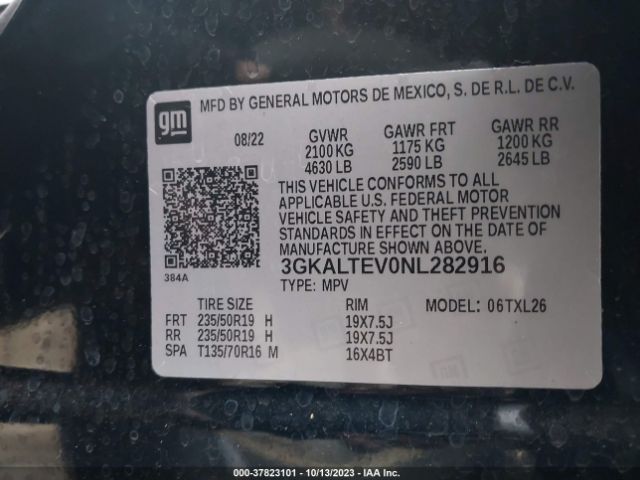 gm
MFD BY GENERAL MOTORS DE MEXICO, S. DE R.L. DE C.V.
08/22 GVWR GAWR FRT GAWR RR
2100 KG 1175 KG 1200 KG
4630 LB 2590 LB 2645 LB
THIS VEHICLE CONFORMS TO ALL
APPLICABLE U.S. FEDERAL MOTOR
VEHICLE SAFETY AND THEFT PREVENTION
STANDARDS IN EFFECT ON THE DATE OF
MANUFACTURE SHOWN ABOVE.
3GKALTEV0NL282916
384A
TYPE: MPV
TIRE SIZE RIM MODEL: 06TXL26
FRT 235/50R19 H 19X7.5J
RR 235/50R19 H 19X7.5J
SPA T135/70R16 M 16X4BT
000-37823101 - 10/13/2023 - IAA Inc.